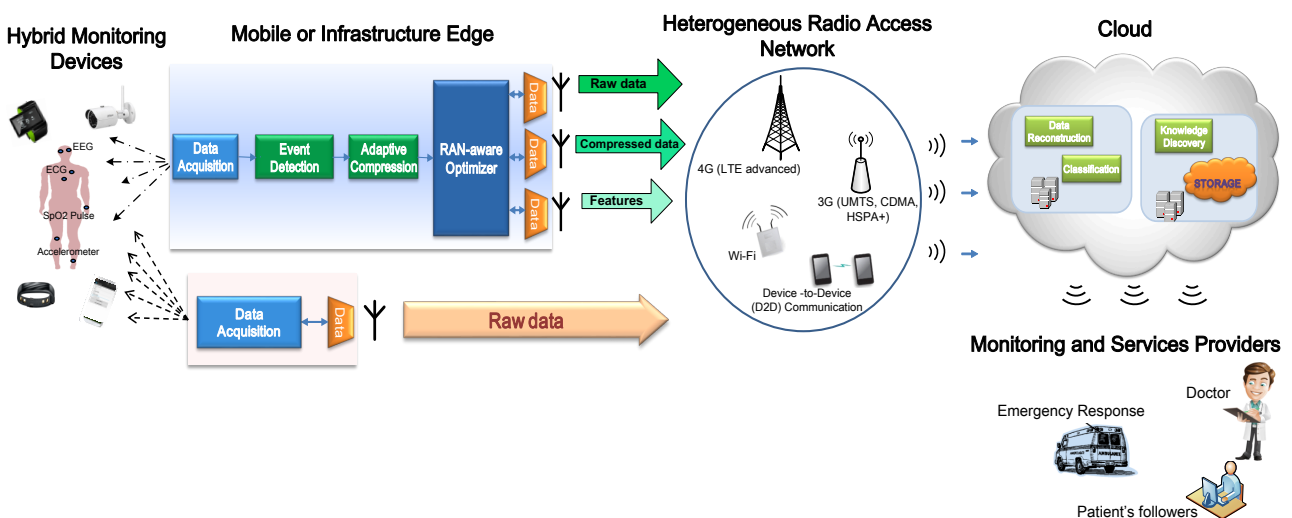 Hybrid Monitoring
Devices
Mobile or Infrastructure Edge
Heterogeneous Radio Access
Network
Cloud
EEG
ECG
SpO2 Pulse
Accelerometer
Data
Acquisition
Event
Detection
Adaptive
Compression
RAN-aware
Optimizer
Data
Data
Data
Raw data
Compressed data
Features
Data
Acquisition
Data
Raw data
4G (LTE advanced)
3G (UMTS, CDMA,
HSPA+)
Wi-Fi
Device -to-Device
(D2D) Communication
Data
Reconstruction
Classification
Knowledge
Discovery
STORAGE
Monitoring and Services Providers
Doctor
Emergency Response
AMBULANCE
Patient's followers